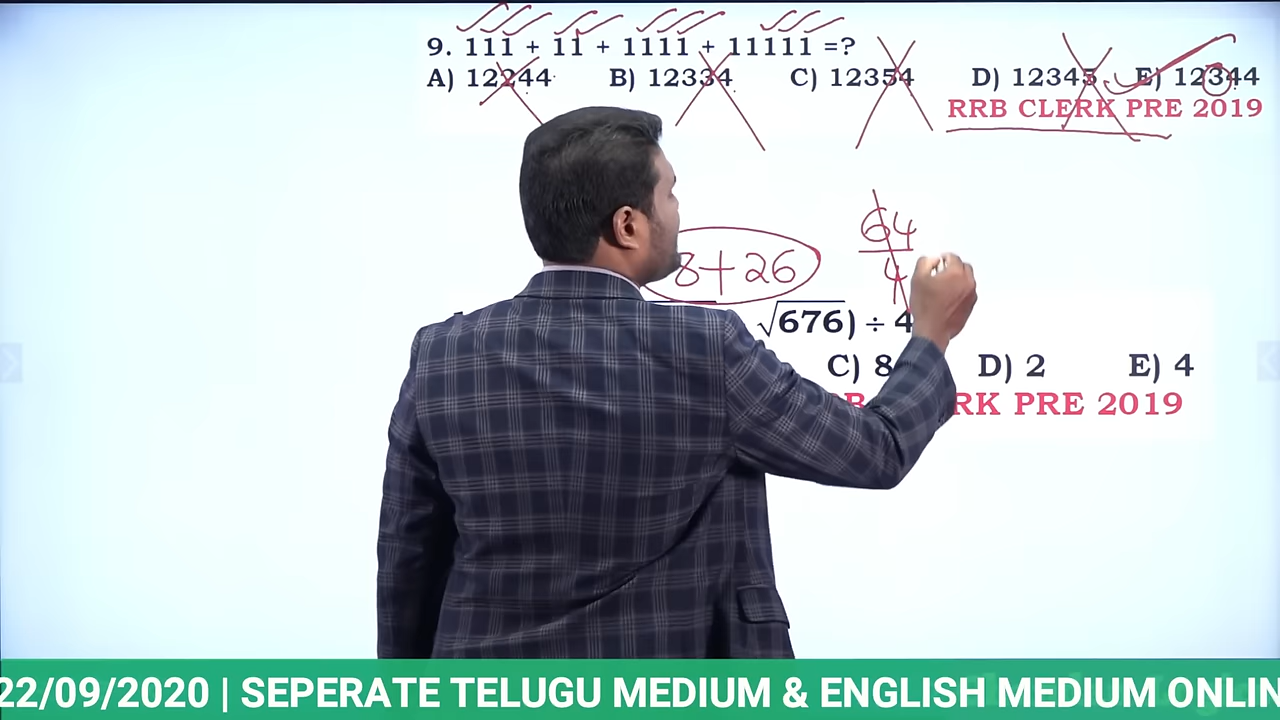 9. 111 + 11 + 1111 + 11111 =?
A) 12244 B) 12334 C) 12354 D) 12345 E) 12344
RRB CLERK PRE 2019
64
4
8+26
√676) ÷ 4
C) 8 D) 2 E) 4
RK PRE 2019
22/09/2020 | SEPERATE TELUGU MEDIUM & ENGLISH MEDIUM ONLIN